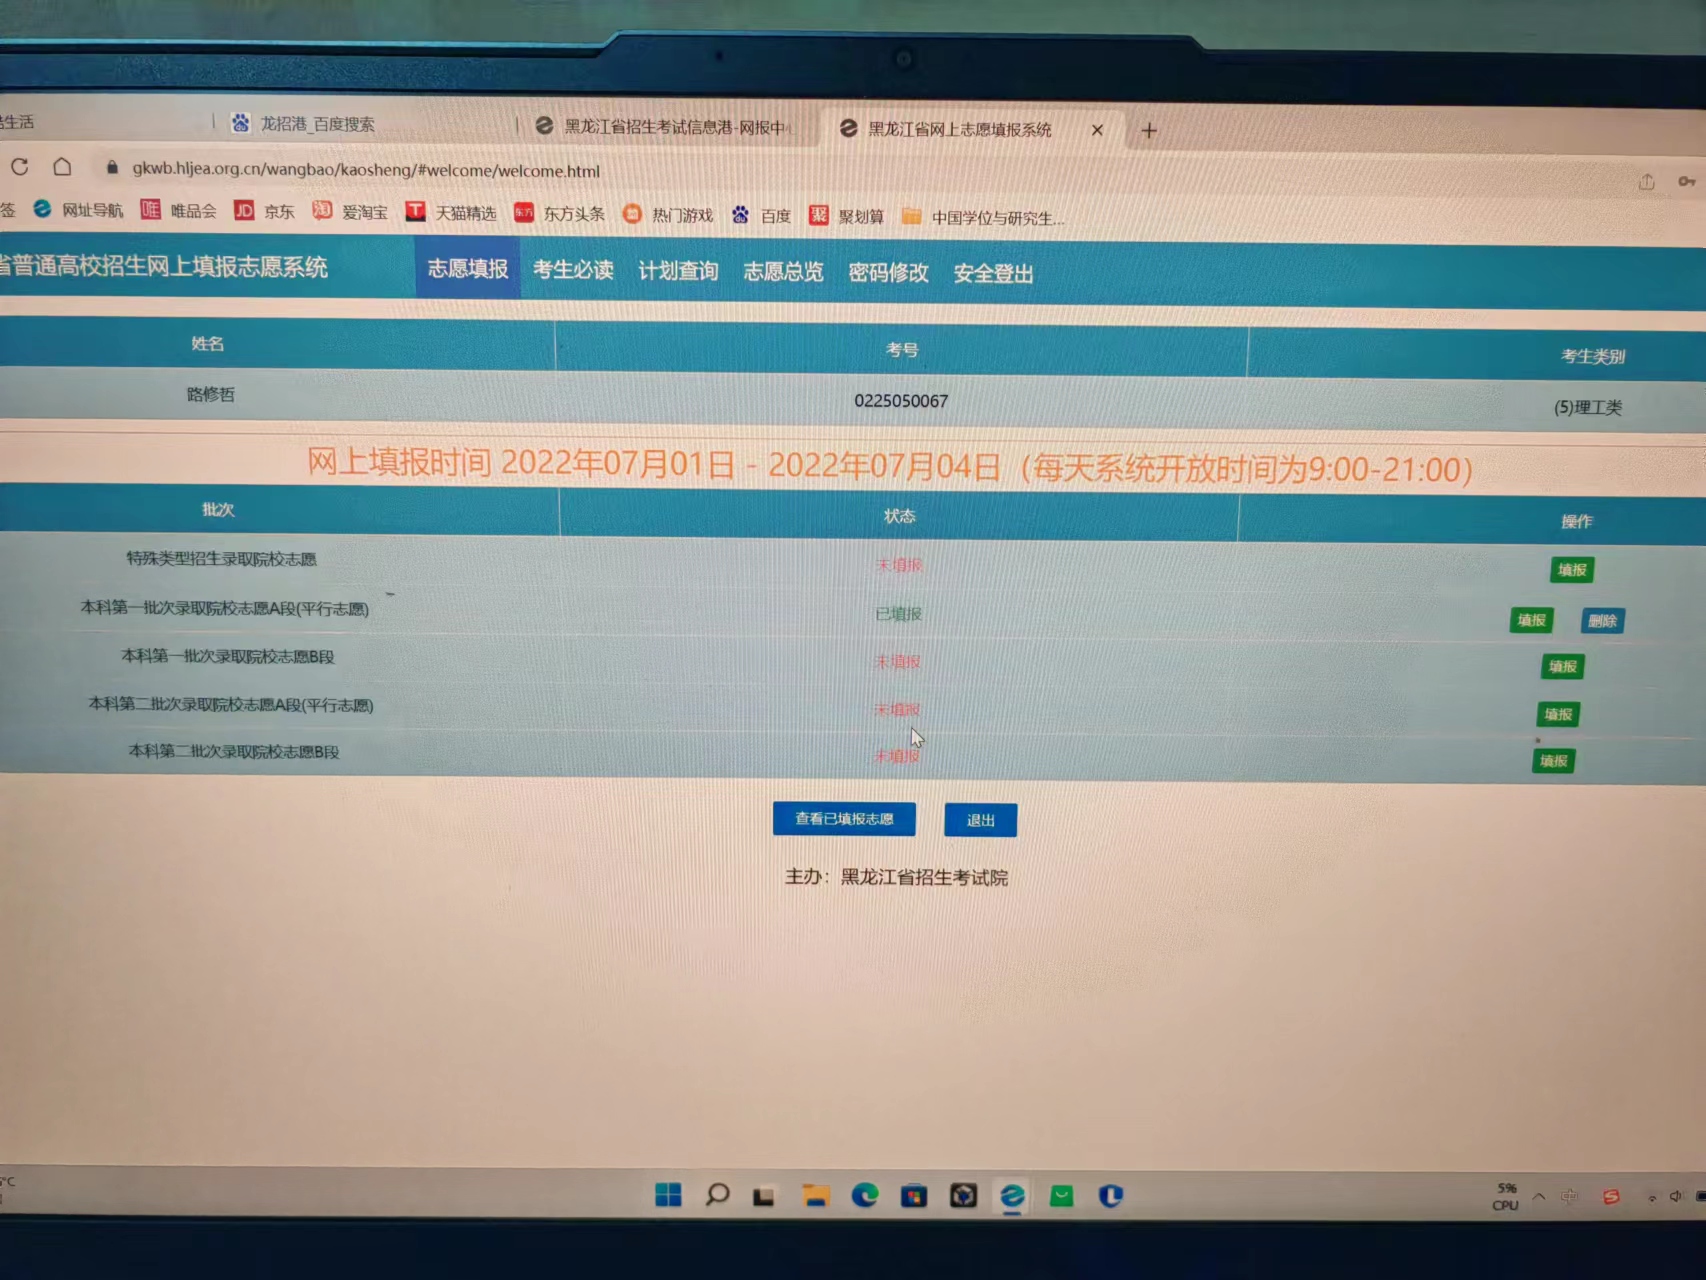 生活
龙招港_百度搜索
黑龙江省招生考试信息港-网报中
黑龙江省网上志愿填报系统
gkwb.hljea.org.cn/wangbao/kaosheng/#welcome/welcome.html
签 网址导航 唯品会 京东 爱淘宝 天猫精选 东方头条 热门游戏 百度 聚划算 中国学位与研究生...
省普通高校招生网上填报志愿系统 志愿填报 考生必读 计划查询 志愿总览 密码修改 安全登出
姓名 考号 考生类别
路修哲 0225050067 (5)理工类
网上填报时间 2022年07月01日 - 2022年07月04日（每天系统开放时间为9:00-21:00）
批次 状态 操作
特殊类型招生录取院校志愿 未填报 填报
本科第一批次录取院校志愿A段(平行志愿) 已填报 填报 删除
本科第一批次录取院校志愿B段 未填报 填报
本科第二批次录取院校志愿A段(平行志愿) 未填报 填报
本科第二批次录取院校志愿B段 未填报 填报
查看已填报志愿 退出
主办：黑龙江省招生考试院
5%
CPU